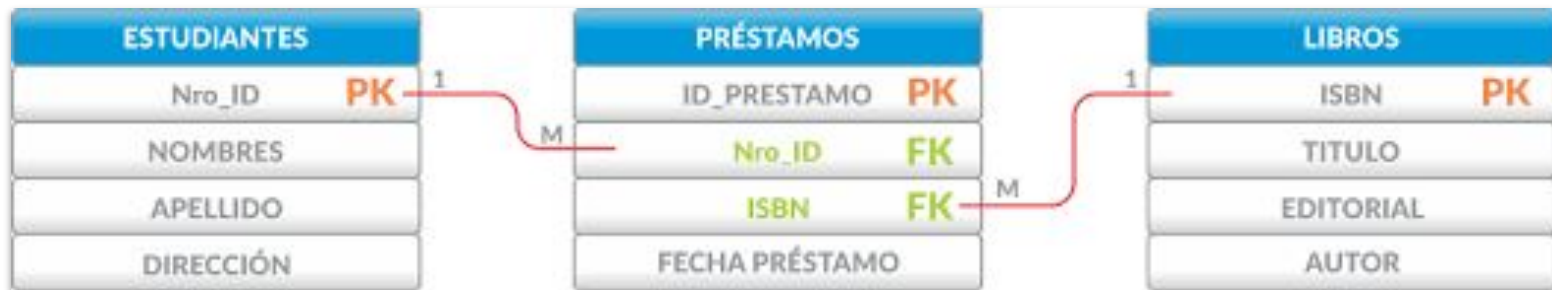 ESTUDIANTES
Nro_ID PK
NOMBRES
APELLIDO
DIRECCIÓN
1
M
PRÉSTAMOS
ID_PRESTAMO PK
Nro_ID FK
ISBN FK
FECHA PRÉSTAMO
M
1
LIBROS
ISBN PK
TITULO
EDITORIAL
AUTOR